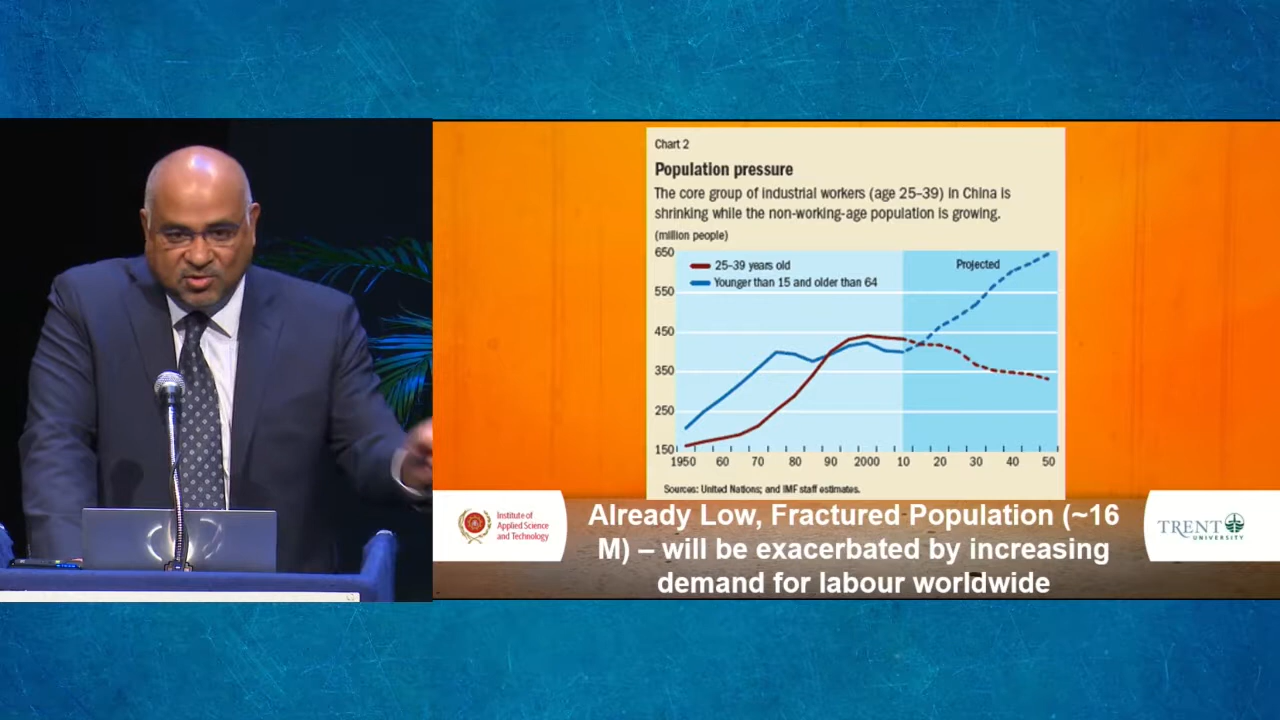 Chart 2
Population pressure
The core group of industrial workers (age 25–39) in China is
shrinking while the non-working-age population is growing.
(million people)
650
25–39 years old
Projected
Younger than 15 and older than 64
550
450
350
250
150
1950 60 70 80 90 2000 10 20 30 40 50
Sources: United Nations; and IMF staff estimates.
Institute of
Applied Science
and Technology
Already Low, Fractured Population (~16
M) – will be exacerbated by increasing
demand for labour worldwide
TRENT
UNIVERSITY